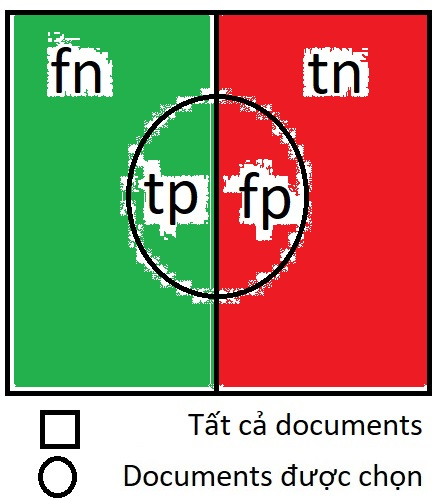 fn
tn
tp
fp
Tất cả documents
Documents được chọn